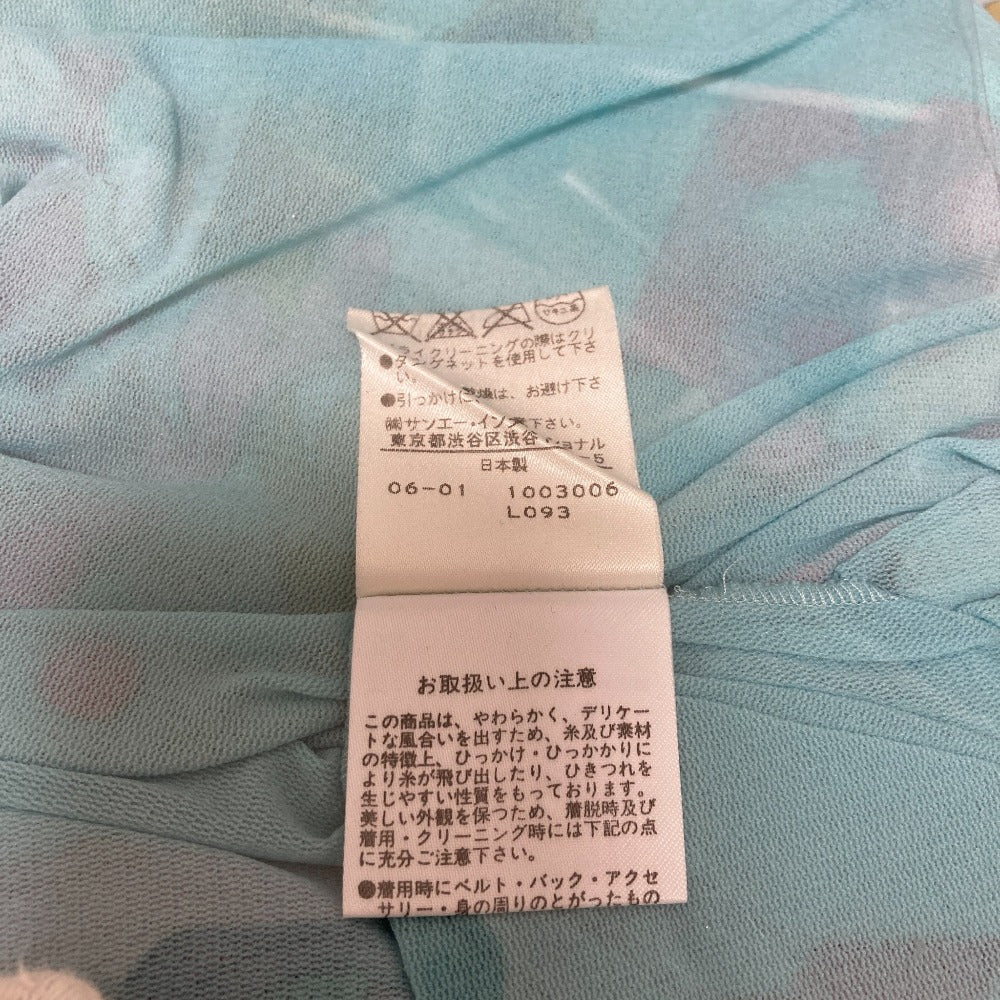 ライクリーニングの際はクリ
ターゲットを使用して下さ
い。
●引っかけには、お避け下さ
㈱サンエー・イン 下さい。
東京都渋谷区渋谷 ショナル
5
日本製
06-01 1003006
L093
お取扱い上の注意
この商品は、やわらかく、デリケー
トな風合いを出すため、糸及び素材
の特徴上、ひっかけ・ひっかかりに
より糸が飛び出したり、ひきつれを
生じやすい性質をもっております。
美しい外観を保つため、着脱時及び
着用・クリーニング時には下記の点
に充分ご注意下さい。
●着用時にベルト・バック・アクセ
サリー・身の周りのとがったもの